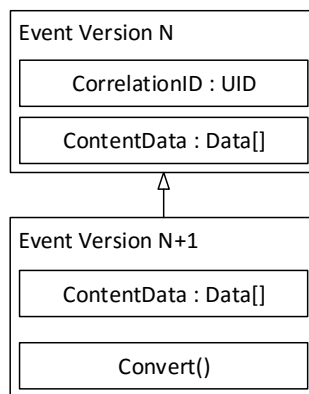 Event Version N
CorrelationID : UID
ContentData : Data[]
Event Version N+1
ContentData : Data[]
Convert()